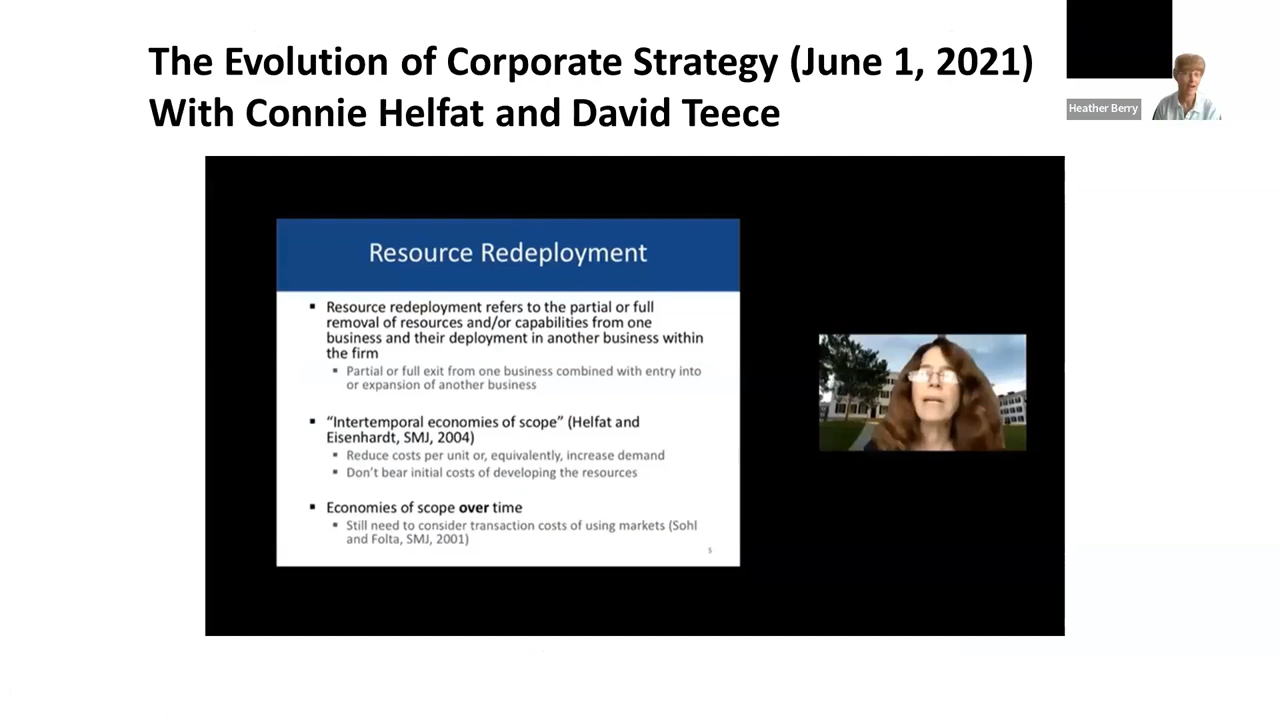 The Evolution of Corporate Strategy (June 1, 2021)
With Connie Helfat and David Teece
Heather Berry
Resource Redeployment
▪ Resource redeployment refers to the partial or full
removal of resources and/or capabilities from one
business and their deployment in another business within
the firm
▪ Partial or full exit from one business combined with entry into
or expansion of another business
▪ “Intertemporal economies of scope” (Helfat and
Eisenhardt, SMJ, 2004)
▪ Reduce costs per unit or, equivalently, increase demand
▪ Don’t bear initial costs of developing the resources
▪ Economies of scope over time
▪ Still need to consider transaction costs of using markets (Sohl
and Folta, SMJ, 2001)
5